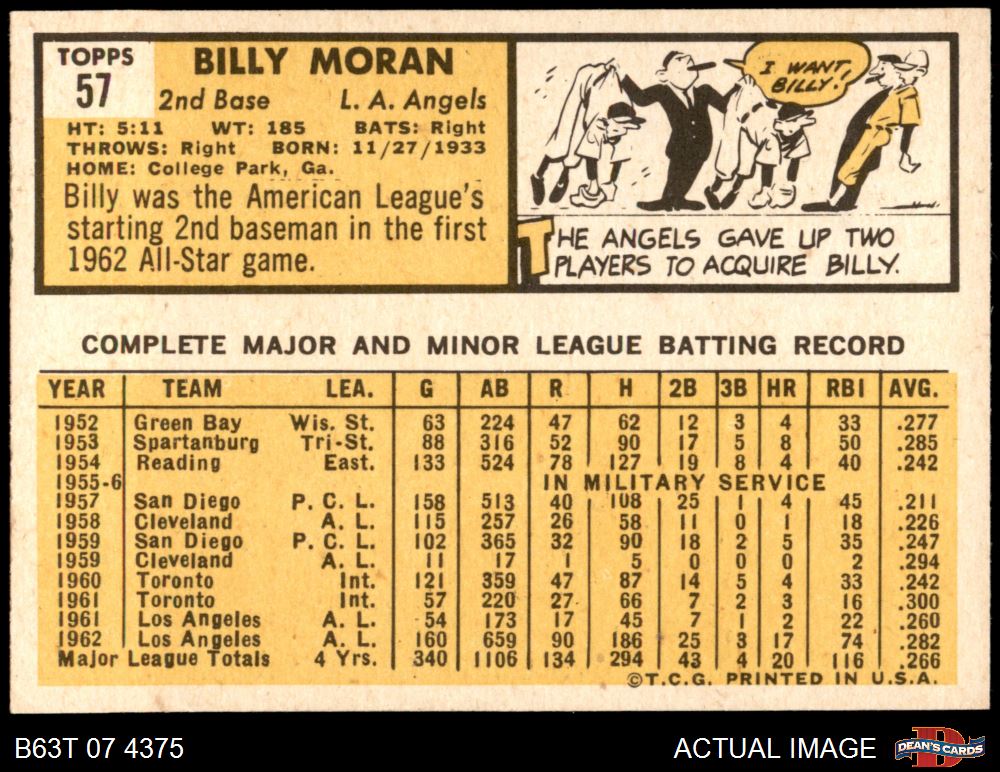 TOPPS
57
BILLY MORAN
2nd Base L. A. Angels
HT: 5:11 WT: 185 BATS: Right
THROWS: Right BORN: 11/27/1933
HOME: College Park, Ga.
Billy was the American League's
starting 2nd baseman in the first
1962 All-Star game.
I WANT
BILLY!
THE ANGELS GAVE UP TWO
PLAYERS TO ACQUIRE BILLY.
COMPLETE MAJOR AND MINOR LEAGUE BATTING RECORD
YEAR TEAM LEA. G AB R H 2B 3B HR RBI AVG.
1952 Green Bay Wis. St. 63 224 47 62 12 3 4 33 .277
1953 Spartanburg Tri-St. 88 316 52 90 17 5 8 50 .285
1954 Reading East. 133 524 78 127 19 8 4 40 .242
1955-6 IN MILITARY SERVICE
1957 San Diego P. C. L. 158 513 40 108 25 1 4 45 .211
1958 Cleveland A. L. 115 257 26 58 11 0 1 18 .226
1959 San Diego P. C. L. 102 365 32 90 18 2 5 35 .247
1959 Cleveland A. L. 11 17 1 5 0 0 0 2 .294
1960 Toronto Int. 121 359 47 87 14 5 4 33 .242
1961 Toronto Int. 57 220 27 66 7 2 3 16 .300
1961 Los Angeles A. L. 54 173 17 45 7 1 2 22 .260
1962 Los Angeles A. L. 160 659 90 186 25 3 17 74 .282
Major League Totals 4 Yrs. 340 1106 134 294 43 4 20 116 .266
©T.C.G. PRINTED IN U.S.A.
B63T 07 4375 ACTUAL IMAGE DEAN'S CARDS